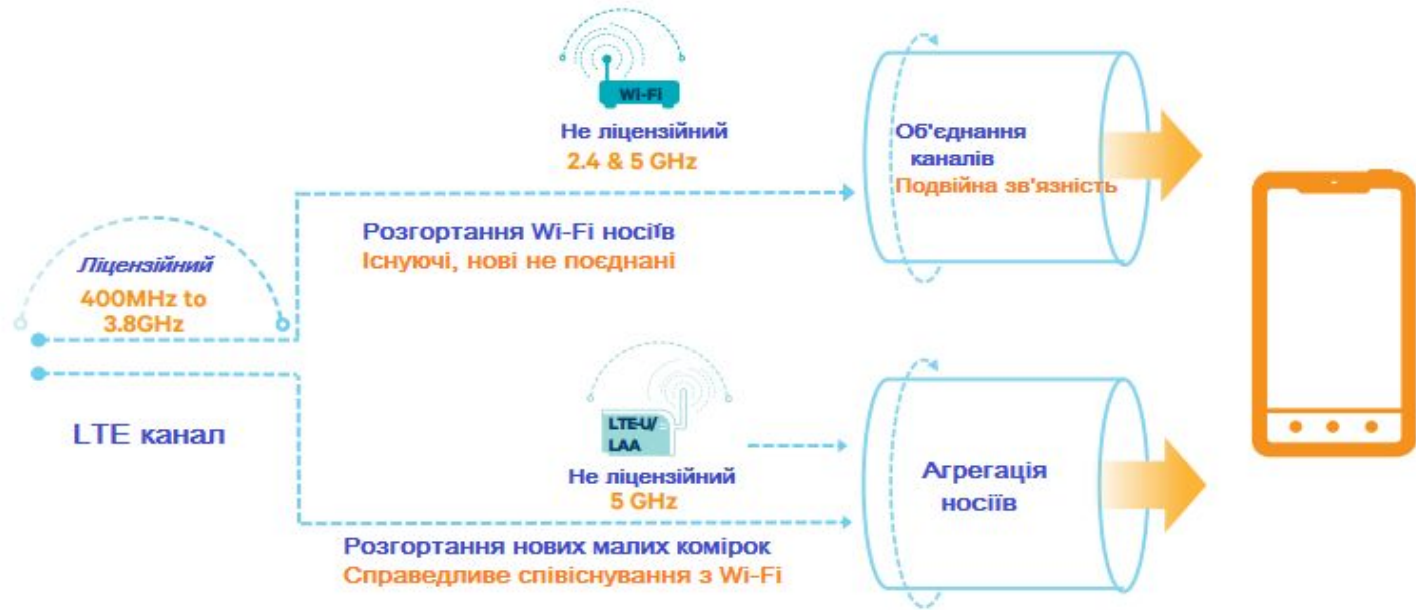 Wi-Fi
Не ліцензійний
2.4 & 5 GHz
Об'єднання
каналів
Подвійна зв'язність
Розгортання Wi-Fi носіїв
Існуючі, нові не поєднані
Ліцензійний
400MHz to
3.8GHz
LTE канал
LTE-U/
LAA
Не ліцензійний
5 GHz
Агрегація
носіїв
Розгортання нових малих комірок
Справедливе співіснування з Wi-Fi